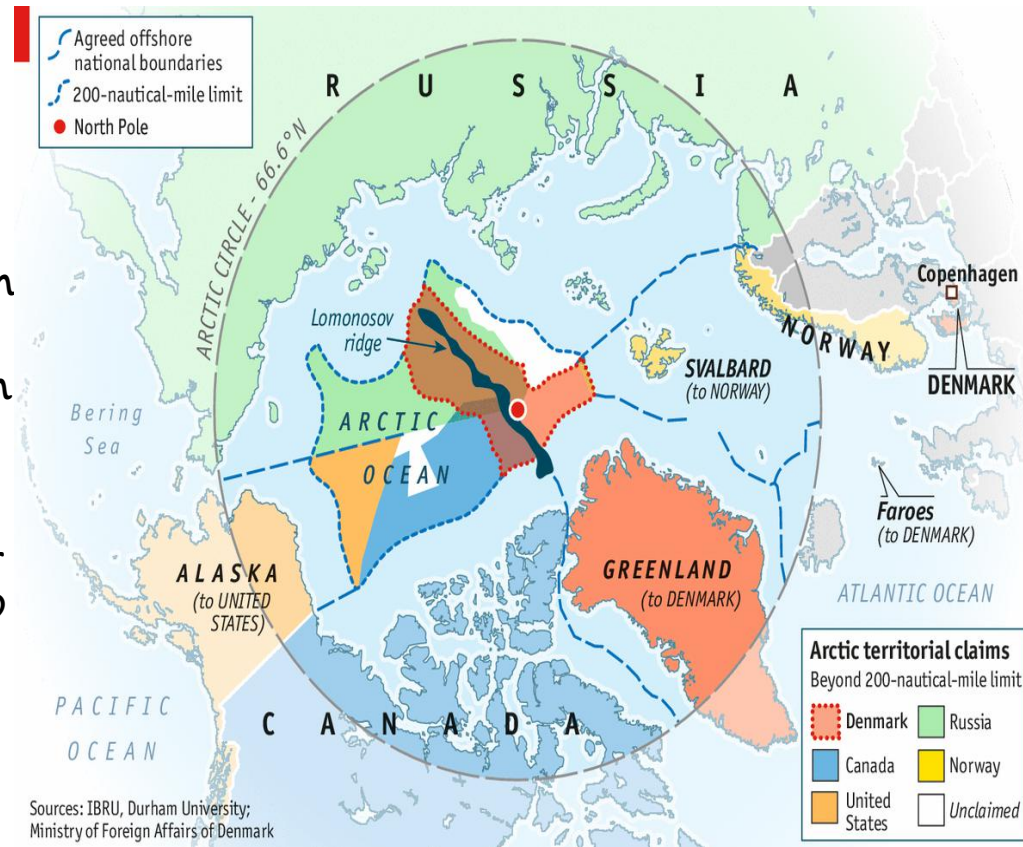 Agreed offshore
national boundaries
200-nautical-mile limit
North Pole
R U S S I A
ARCTIC CIRCLE - 66.6°N
Copenhagen
Lomonosov
ridge
NORWAY
SVALBARD
(to NORWAY)
DENMARK
Bering
Sea
ARCTIC
OCEAN
Faroes
(to DENMARK)
ALASKA
(to UNITED
STATES)
GREENLAND
(to DENMARK)
ATLANTIC OCEAN
PACIFIC
OCEAN
C A N A D A
Arctic territorial claims
Beyond 200-nautical-mile limit
Denmark
Russia
Canada
Norway
United
States
Unclaimed
Sources: IBRU, Durham University;
Ministry of Foreign Affairs of Denmark